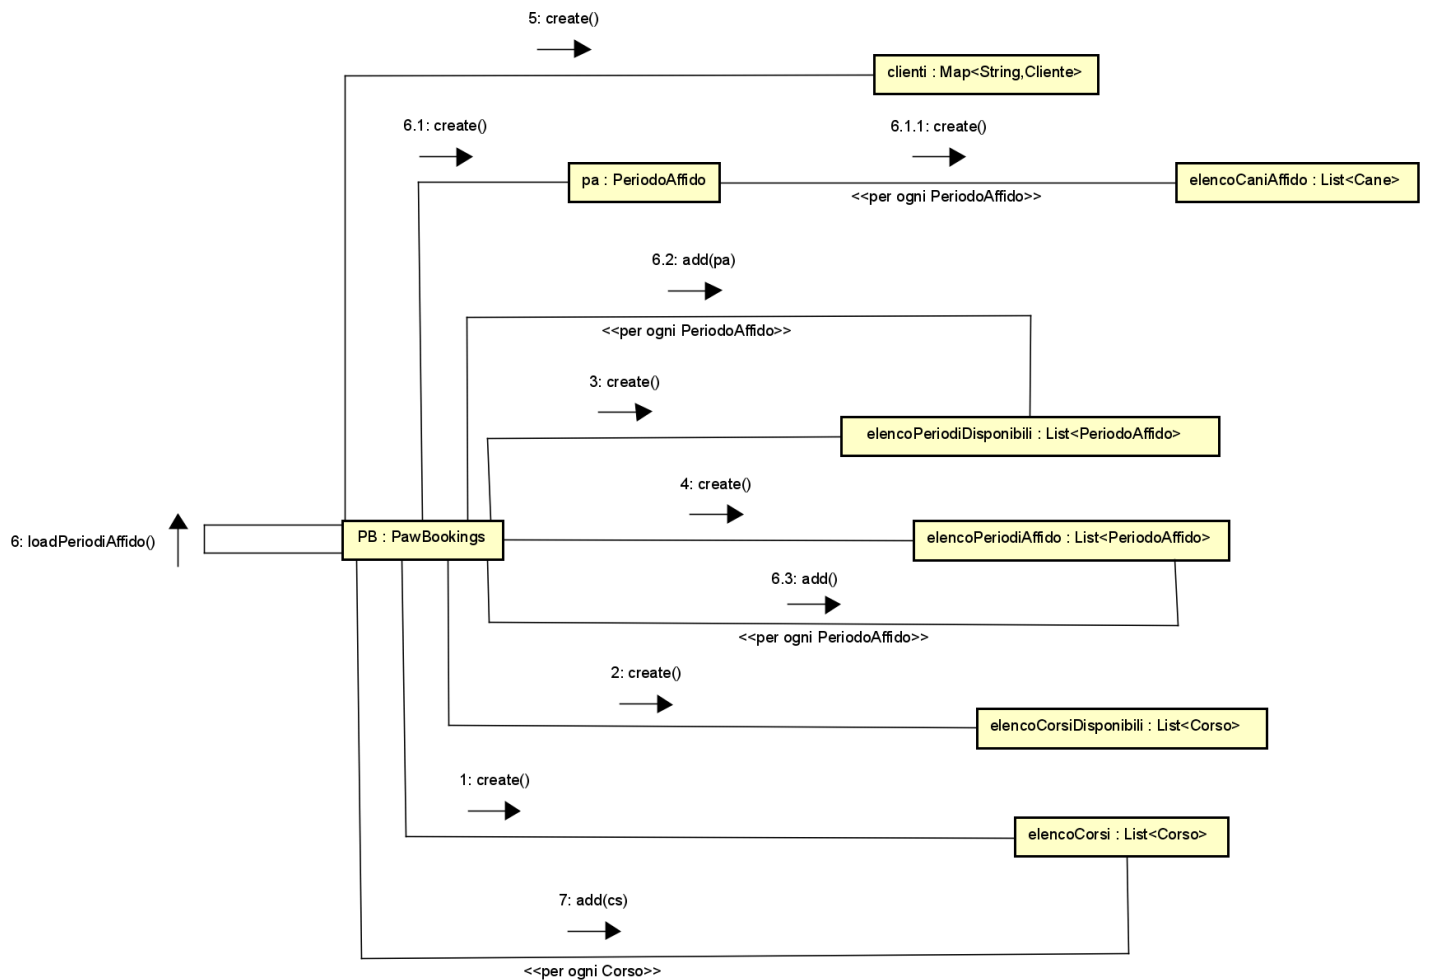 5: create()
clienti : Map<String,Cliente>
6.1: create()
6.1.1: create()
pa : PeriodoAffido
elencoCaniAffido : List<Cane>
<<per ogni PeriodoAffido>>
6.2: add(pa)
<<per ogni PeriodoAffido>>
3: create()
elencoPeriodiDisponibili : List<PeriodoAffido>
4: create()
6: loadPeriodiAffido()
PB : PawBookings
elencoPeriodiAffido : List<PeriodoAffido>
6.3: add()
<<per ogni PeriodoAffido>>
2: create()
elencoCorsiDisponibili : List<Corso>
1: create()
elencoCorsi : List<Corso>
7: add(cs)
<<per ogni Corso>>